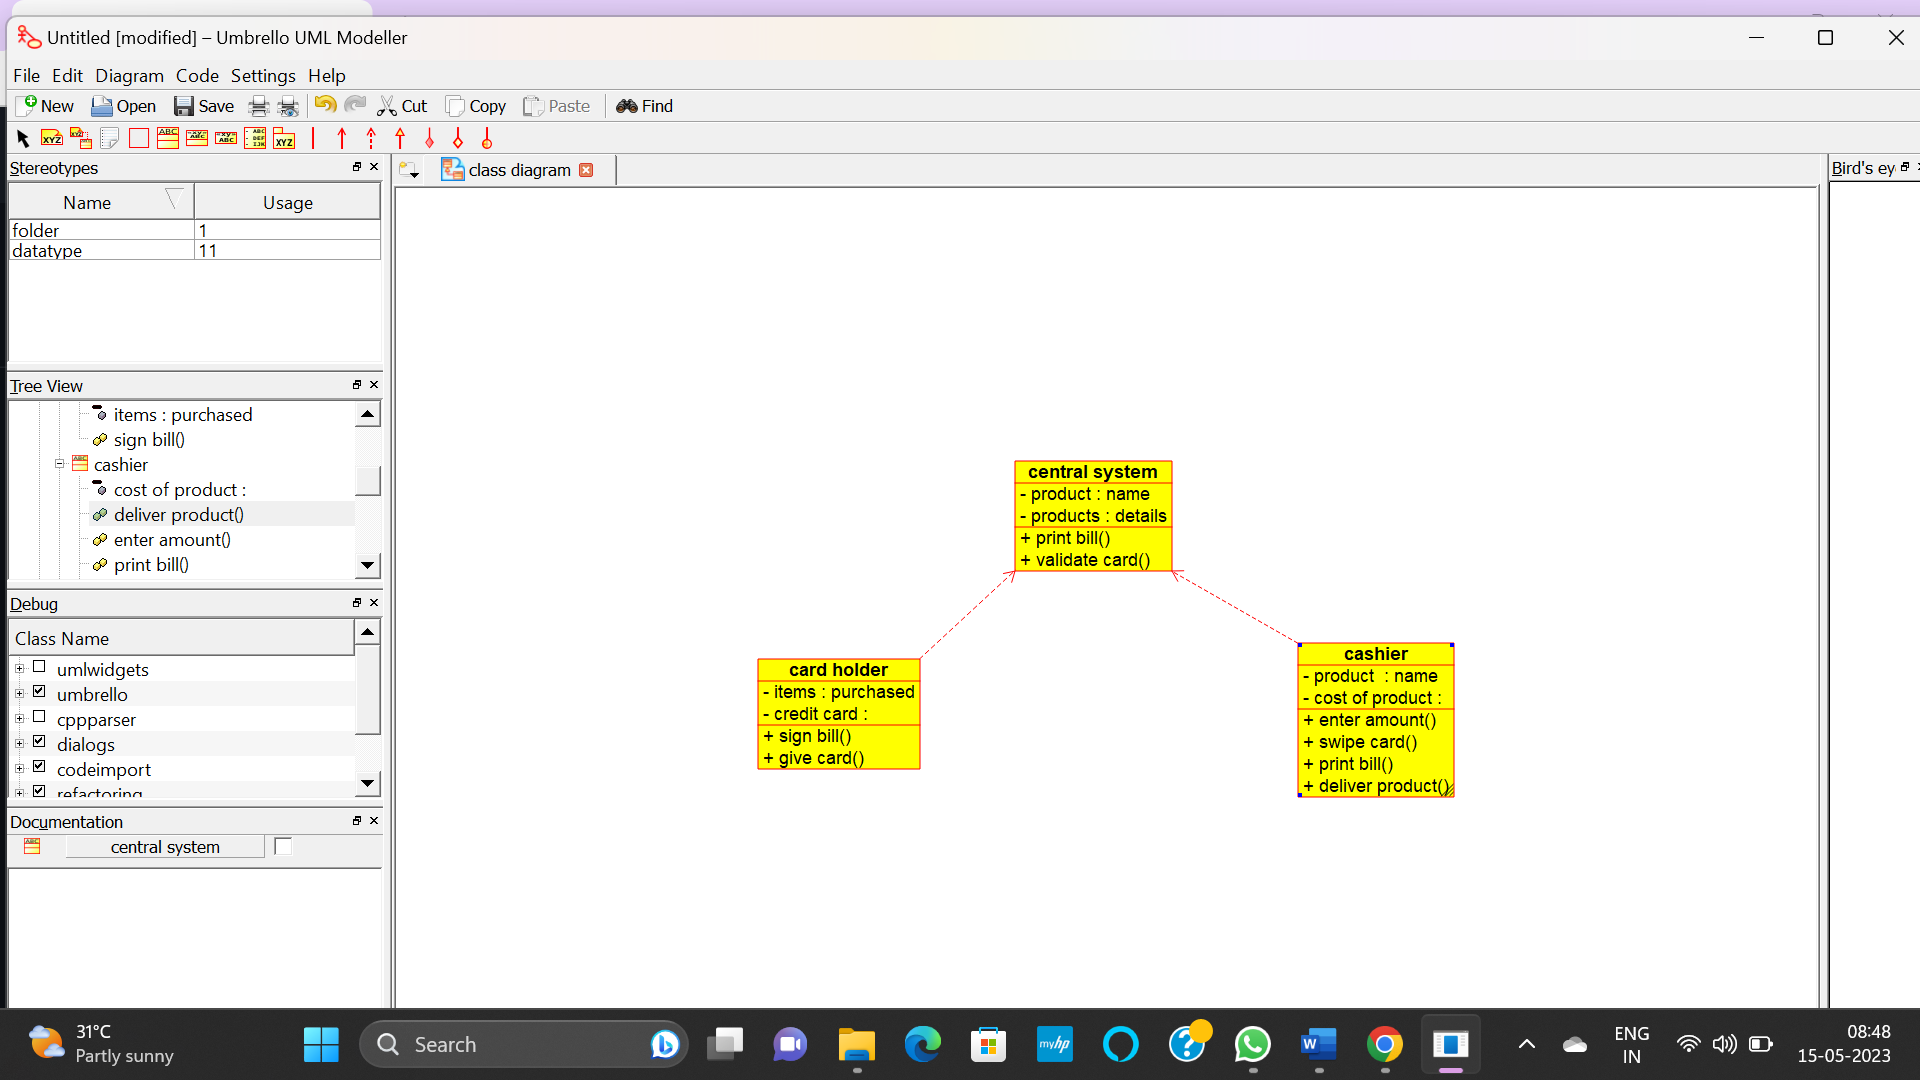 Untitled [modified] – Umbrello UML Modeller
File Edit Diagram Code Settings Help
New Open Save Cut Copy Paste Find
Stereotypes
Name Usage
folder 1
datatype 11
Tree View
items : purchased
sign bill()
cashier
cost of product :
deliver product()
enter amount()
print bill()
Debug
Class Name
umlwidgets
umbrello
cppparser
dialogs
codeimport
refactoring
Documentation
central system
class diagram
Bird's ey
central system
- product : name
- products : details
+ print bill()
+ validate card()
card holder
- items : purchased
- credit card :
+ sign bill()
+ give card()
cashier
- product  : name
- cost of product :
+ enter amount()
+ swipe card()
+ print bill()
+ deliver product()
31°C
Partly sunny
Search
myhp
ENG
IN
08:48
15-05-2023